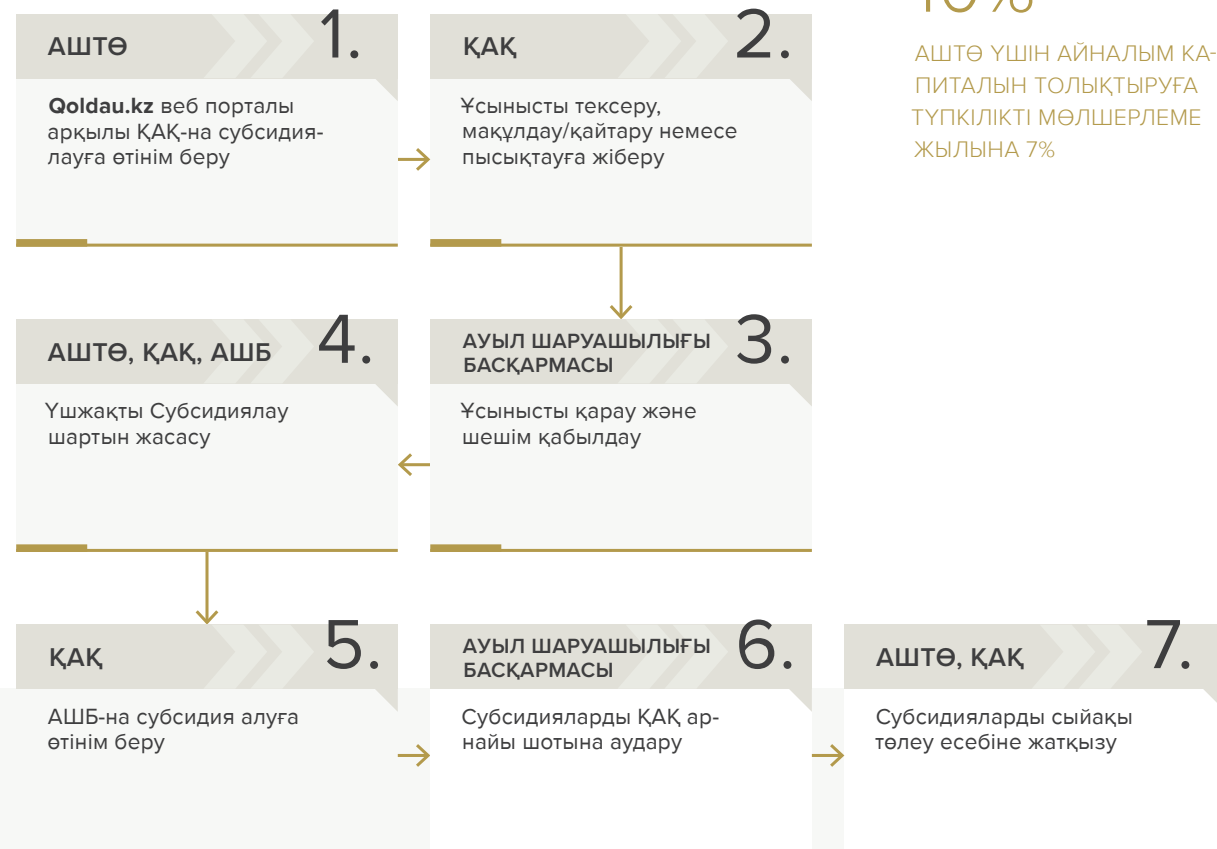 АШТӨ
1.
Qoldau.kz веб порталы
арқылы ҚАҚ-на субсидия-
лауға өтінім беру
ҚАҚ
2.
Ұсынысты тексеру,
мақұлдау/қайтару немесе
пысықтауға жіберу
10%
АШТӨ ҮШІН АЙНАЛЫМ КА-
ПИТАЛЫН ТОЛЫҚТЫРУҒА
ТҮПКІЛІКТІ МӨЛШЕРЛЕМЕ
ЖЫЛЫНА 7%
АУЫЛ ШАРУАШЫЛЫҒЫ
БАСҚАРМАСЫ
3.
Ұсынысты қарау және
шешім қабылдау
АШТӨ, ҚАҚ, АШБ
4.
Үшжақты Субсидиялау
шартын жасасу
ҚАҚ
5.
АШБ-на субсидия алуға
өтінім беру
АУЫЛ ШАРУАШЫЛЫҒЫ
БАСҚАРМАСЫ
6.
Субсидияларды ҚАҚ ар-
найы шотына аудару
АШТӨ, ҚАҚ
7.
Субсидияларды сыйақы
төлеу есебіне жатқызу